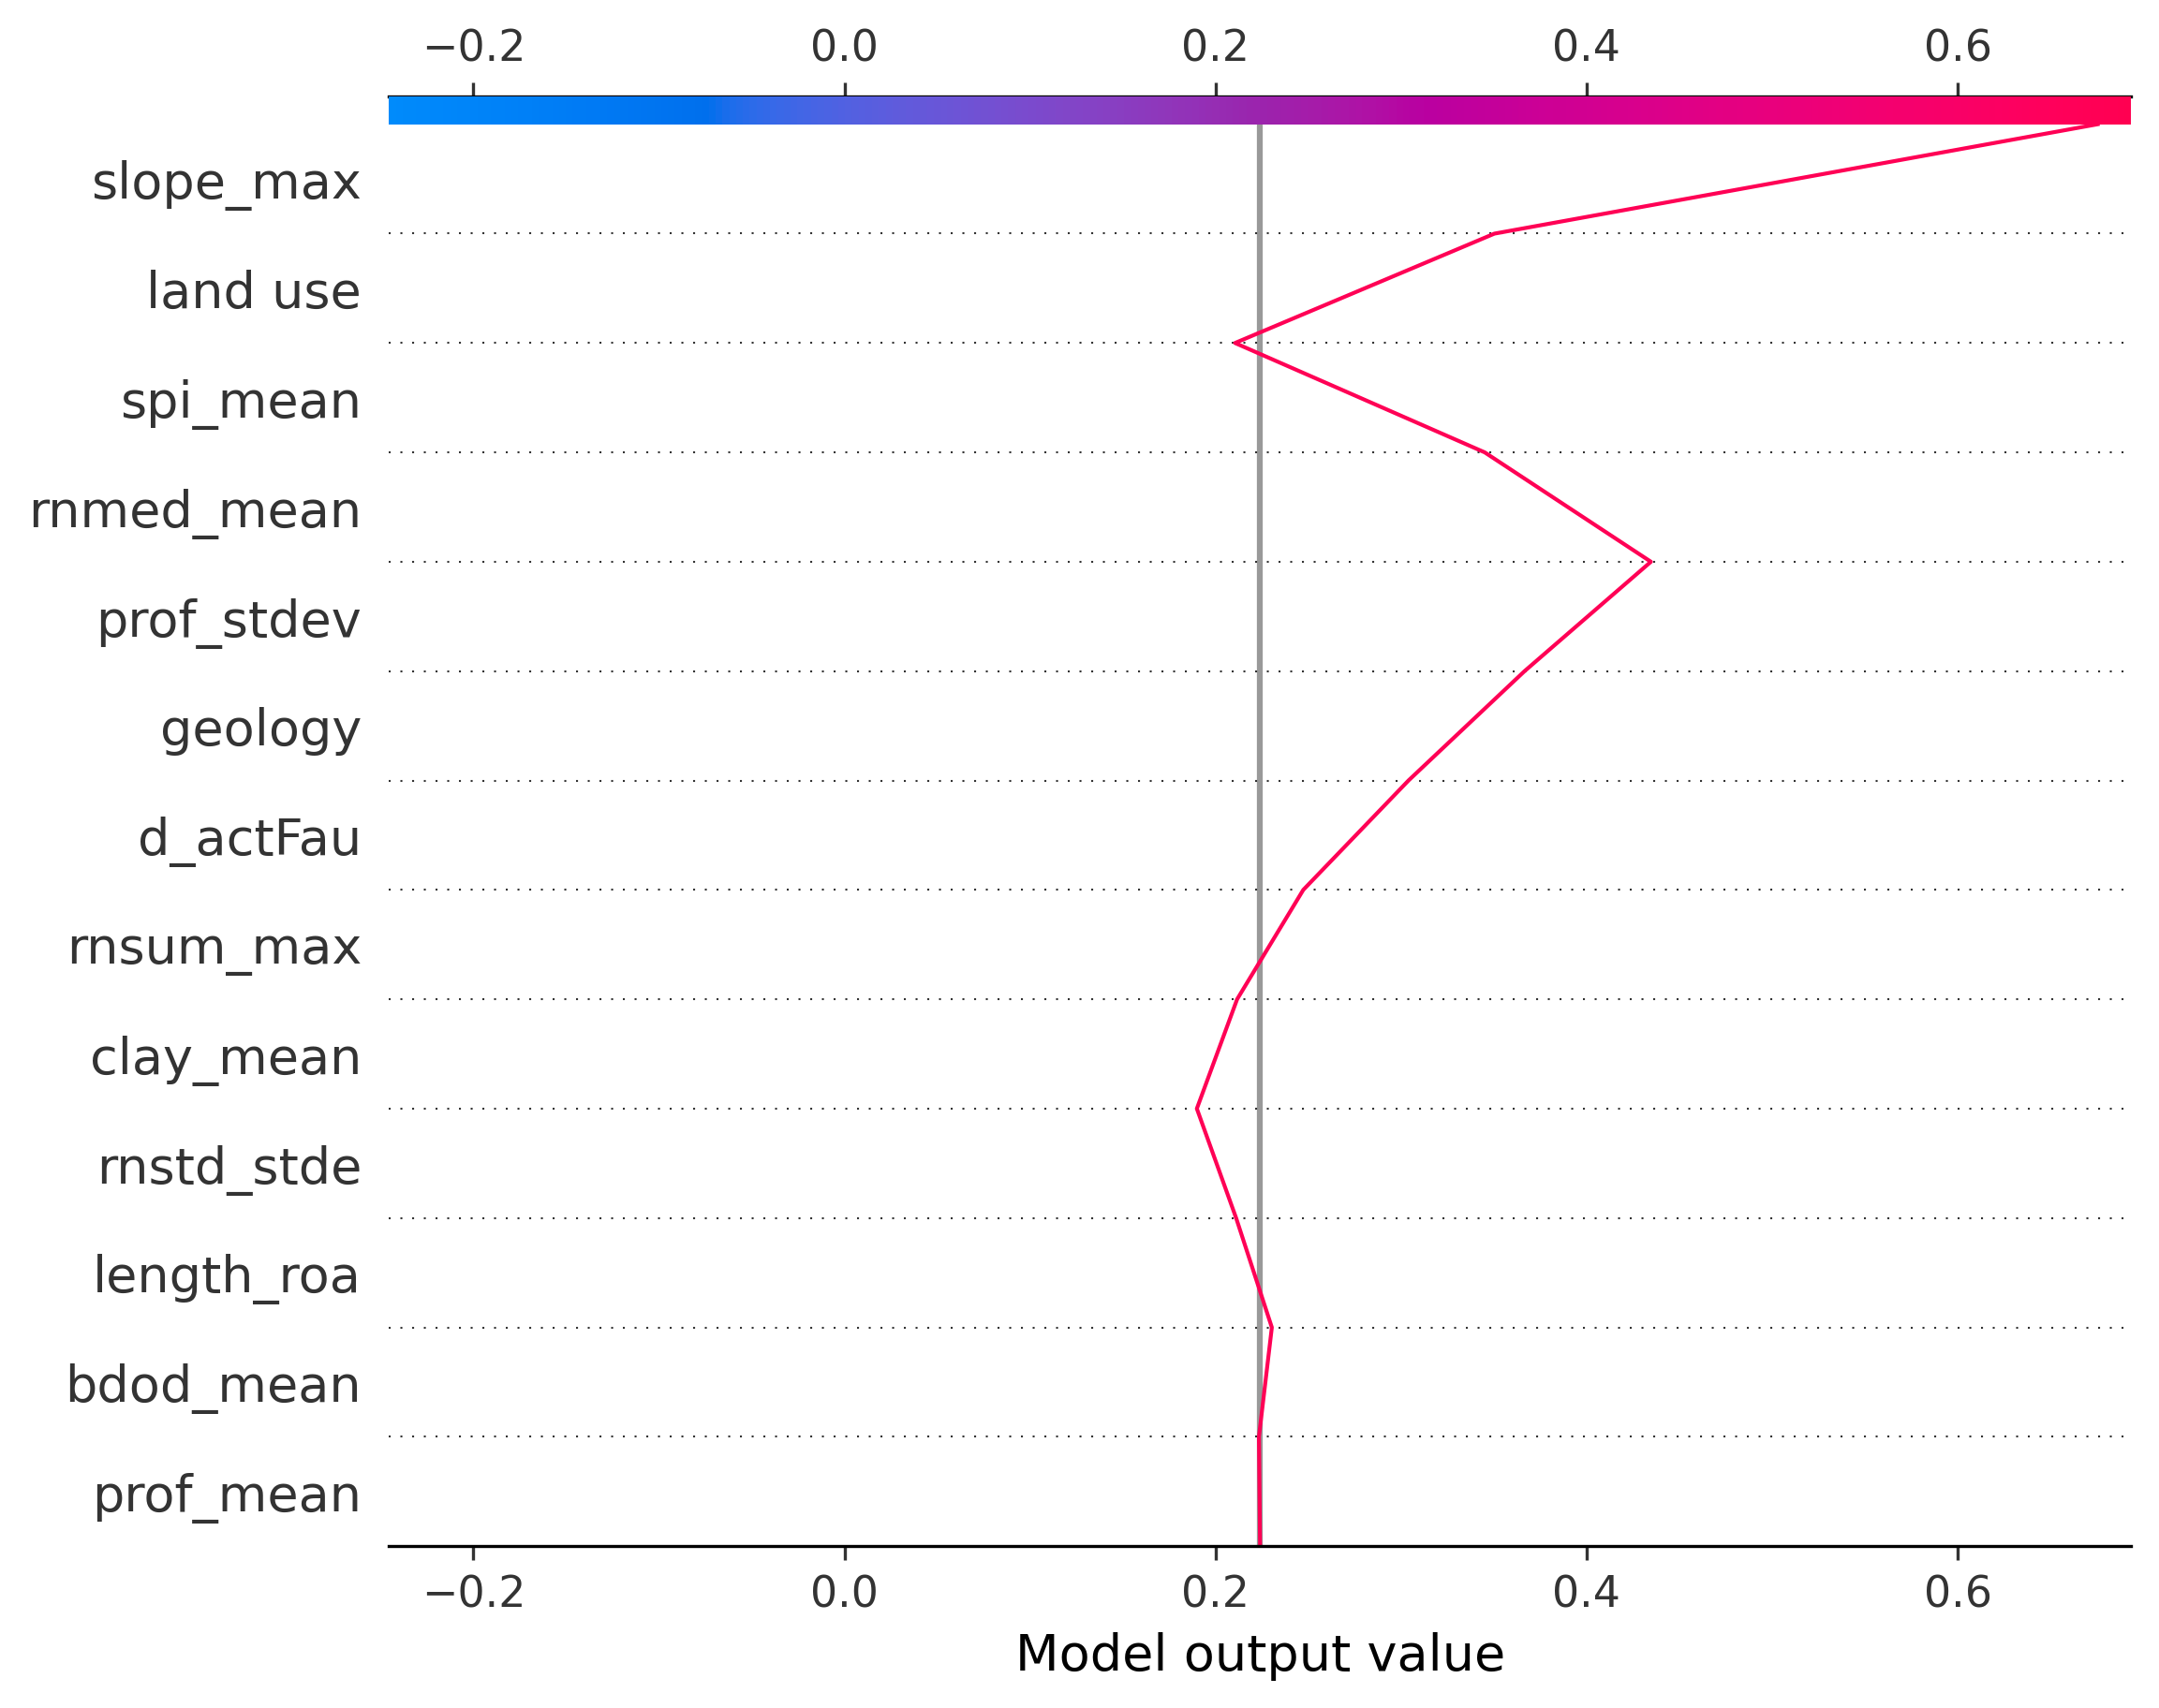 −0.2 0.0 0.2 0.4 0.6
slope_max
land use
spi_mean
rnmed_mean
prof_stdev
geology
d_actFau
rnsum_max
clay_mean
rnstd_stde
length_roa
bdod_mean
prof_mean
−0.2 0.0 0.2 0.4 0.6
Model output value